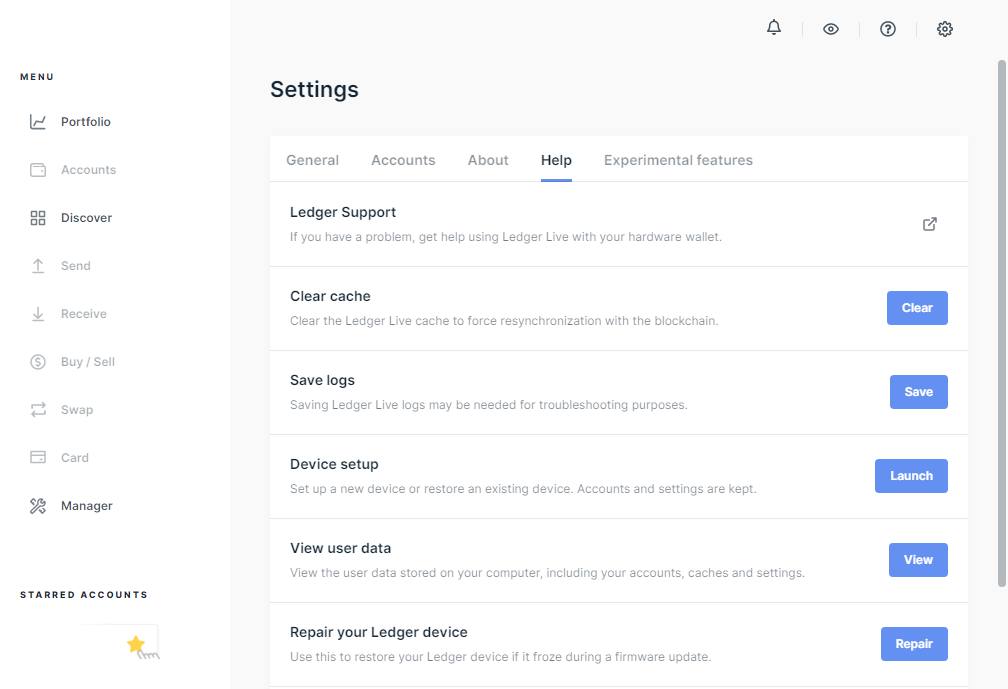 MENU
Portfolio
Accounts
Discover
Send
Receive
Buy / Sell
Swap
Card
Manager
STARRED ACCOUNTS
Settings
General Accounts About Help Experimental features
Ledger Support
If you have a problem, get help using Ledger Live with your hardware wallet.
Clear cache
Clear the Ledger Live cache to force resynchronization with the blockchain.
Clear
Save logs
Saving Ledger Live logs may be needed for troubleshooting purposes.
Save
Device setup
Set up a new device or restore an existing device. Accounts and settings are kept.
Launch
View user data
View the user data stored on your computer, including your accounts, caches and settings.
View
Repair your Ledger device
Use this to restore your Ledger device if it froze during a firmware update.
Repair